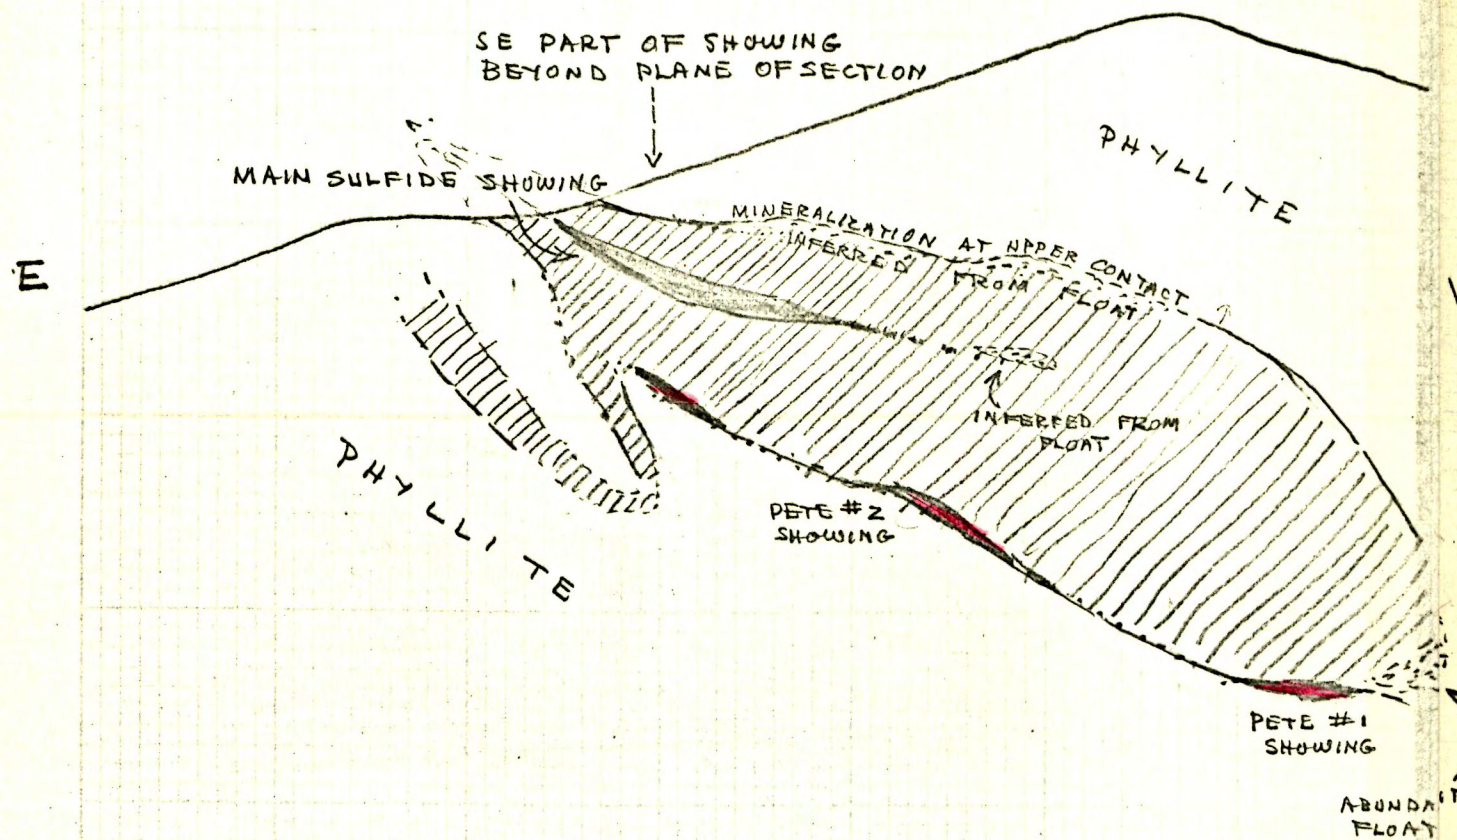 SE PART OF SHOWING
BEYOND PLANE OF SECTION
PHYLLITE
?
MAIN SULFIDE SHOWING
MINERALIZATION AT UPPER CONTACT
INFERRED FROM FLOAT
E
INFERRED FROM
FLOAT
PHYLLITE
PETE #2
SHOWING
PETE #1
SHOWING
FLOAT